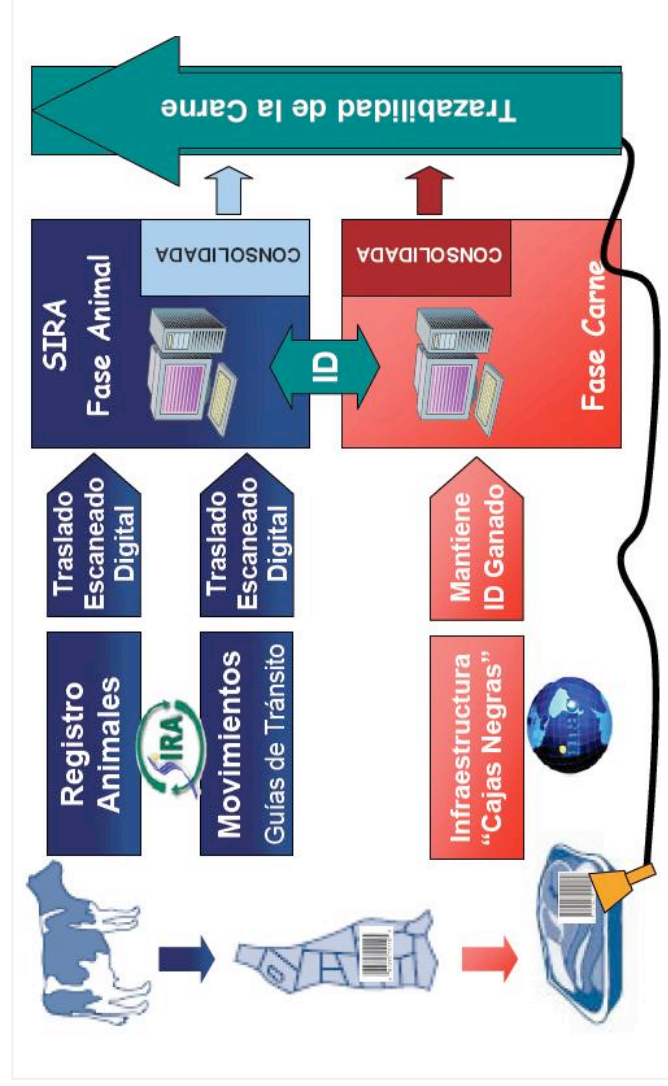 Registro
Animales
SIRA
Movimientos
Guías de Tránsito
Traslado
Escaneado
Digital
Traslado
Escaneado
Digital
SIRA
Fase Animal
CONSOLIDADA
ID
Infraestructura
“Cajas Negras”
Mantiene
ID Ganado
CONSOLIDADA
Fase Carne
Trazabilidad de la Carne